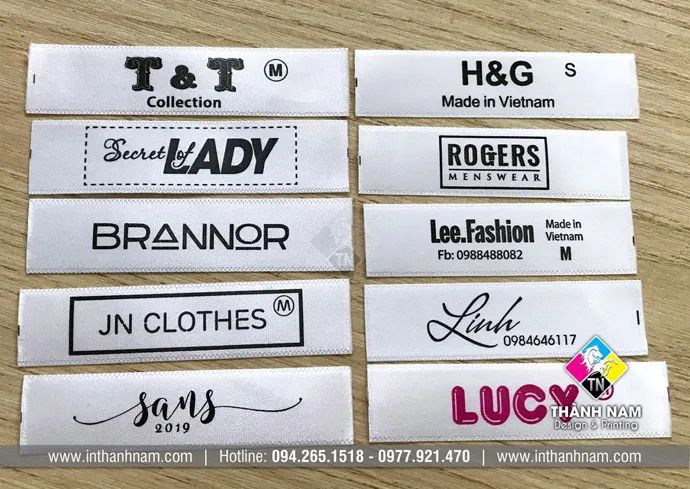 T & T M
Collection
Secret of LADY
BRANNOR
JN CLOTHES M
sans
2019
H&G S
Made in Vietnam
ROGERS
MENSWEAR
Lee.Fashion
Fb: 0988488082
Made in
Vietnam
M
Linh
0984646117
LUCY
TN
THÀNH NAM
Design & Printing
TN
www.inthanhnam.com | Hotline: 094.265.1518 - 0977.921.470 | www.inthanhnam.com